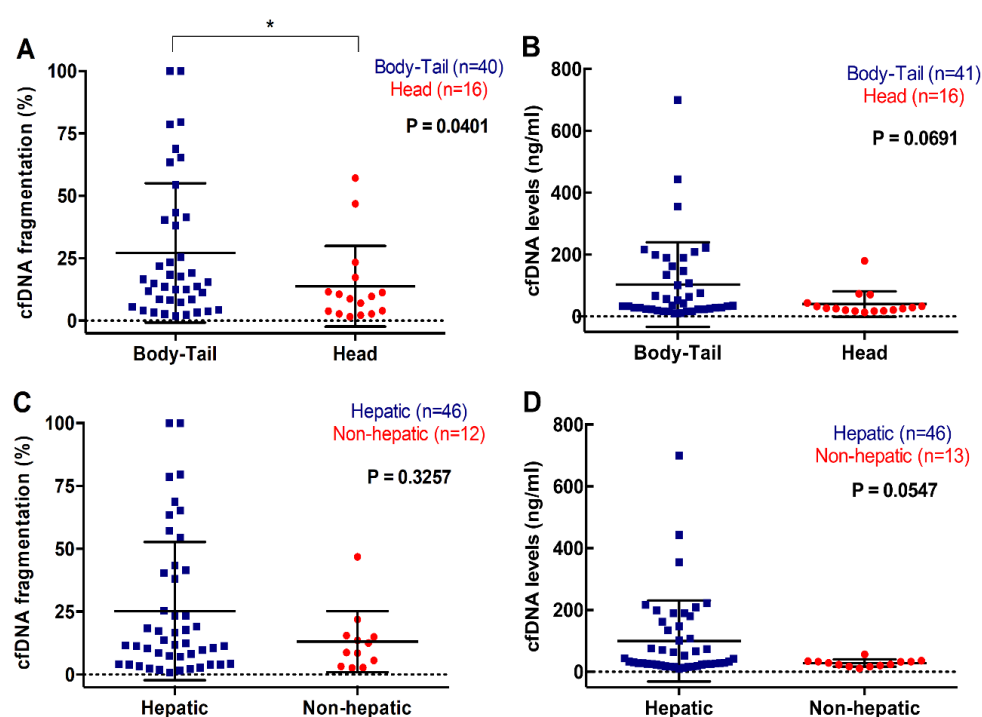 *
A
Body-Tail (n=40)
Head (n=16)
P = 0.0401
cfDNA fragmentation (%)
100
75
50
25
0
Body-Tail
Head
B
Body-Tail (n=41)
Head (n=16)
P = 0.0691
cfDNA levels (ng/ml)
800
600
400
200
0
Body-Tail
Head
C
Hepatic (n=46)
Non-hepatic (n=12)
P = 0.3257
cfDNA fragmentation (%)
100
75
50
25
0
Hepatic
Non-hepatic
D
Hepatic (n=46)
Non-hepatic (n=13)
P = 0.0547
cfDNA levels (ng/ml)
800
600
400
200
0
Hepatic
Non-hepatic